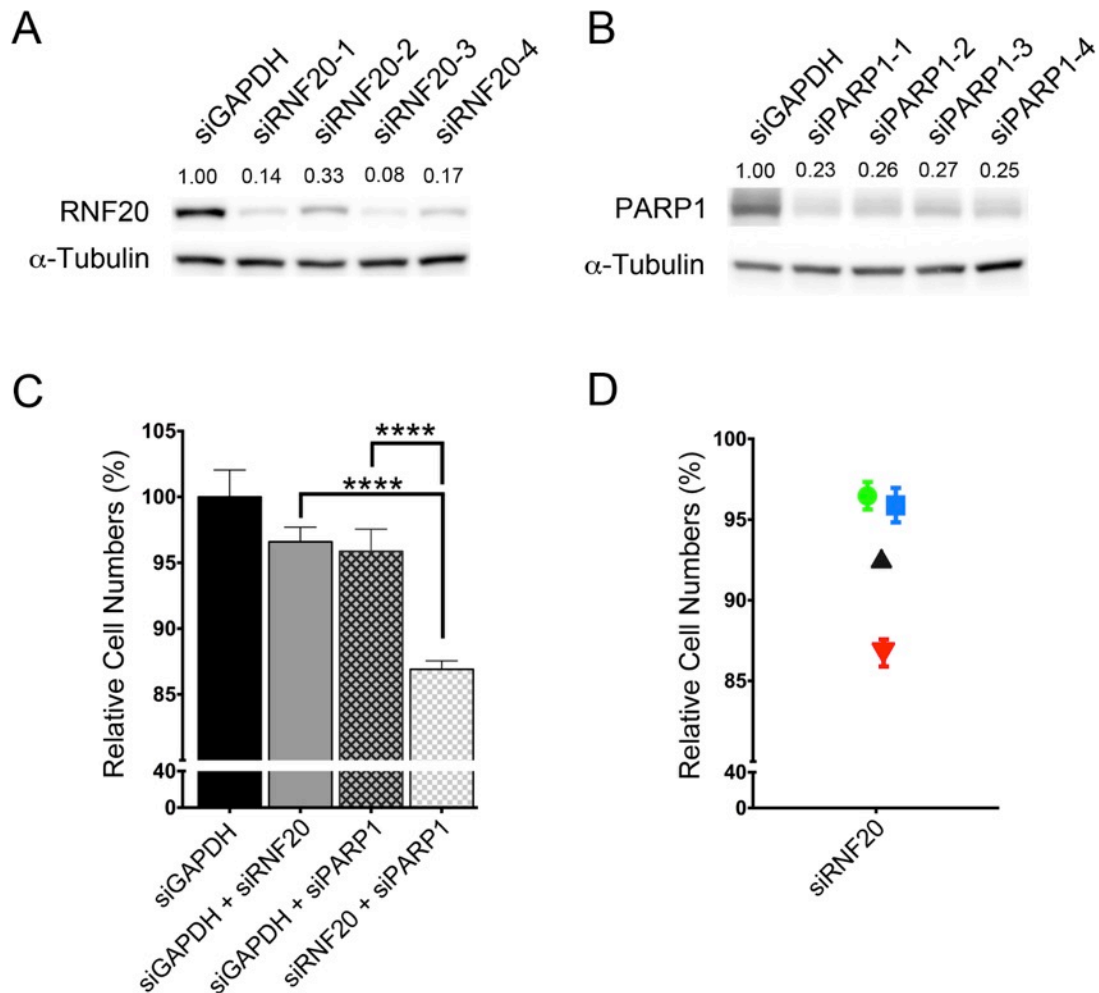 A
siGAPDH siRNF20-1 siRNF20-2 siRNF20-3 siRNF20-4
1.00 0.14 0.33 0.08 0.17
RNF20
α-Tubulin
B
siGAPDH siPARP1-1 siPARP1-2 siPARP1-3 siPARP1-4
1.00 0.23 0.26 0.27 0.25
PARP1
α-Tubulin
C
Relative Cell Numbers (%)
105
100
95
90
85
40
0
****
****
siGAPDH
siGAPDH + siRNF20
siGAPDH + siPARP1
siRNF20 + siPARP1
D
Relative Cell Numbers (%)
100
95
90
85
40
0
siRNF20